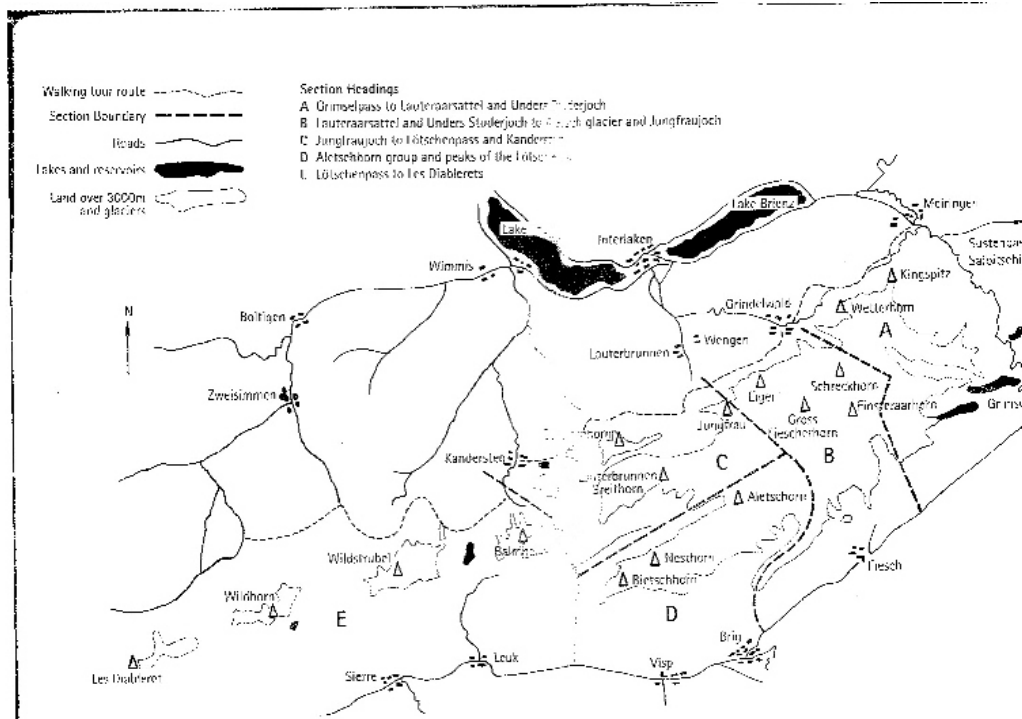 Walking tour route
Section Boundary
Roads
Lakes and reservoirs
Land over 3000m
and glaciers
Section Headings
A Grimselpass to Lauteraarsattel and Unders
B Lauteraarsattel and Unders Studerjoch to glacier and Jungfraujoch
C Jungfraujoch to Lötschenpass and
D Aletschhorn group and peaks of the
E Lötschenpass to Les Diablerets
N
Lake
Lake Brienz
Interlaken
Meiringen
Wimmis
Kingspitz
Boltigen
Grindelwald
Wetterhorn
A
Wengen
Lauterbrunnen
Schreckhorn
Zweisimmen
Eiger
Jungfrau
Gross
Fiescherhorn
Finsteraarhorn
C
B
Breithorn
Aletschorn
Wildstrubel
Nesthorn
Bietschhorn
Fiesch
Wildhorn
E
D
Les Diableret
Sierre
Leuk
Visp
Brig